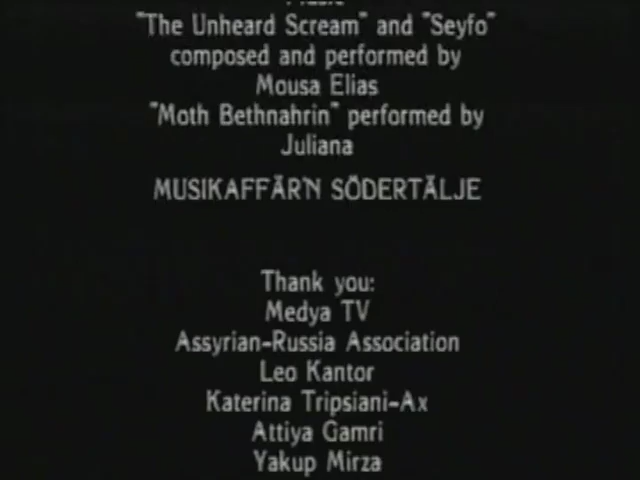 "The Unheard Scream" and "Seyfo"
composed and performed by
Mousa Elias
"Moth Bethnahrin" performed by
Juliana
MUSIKAFFÄR'N SÖDERTÄLJE
Thank you:
Medya TV
Assyrian-Russia Association
Leo Kantor
Katerina Tripsiani-Ax
Attiya Gamri
Yakup Mirza